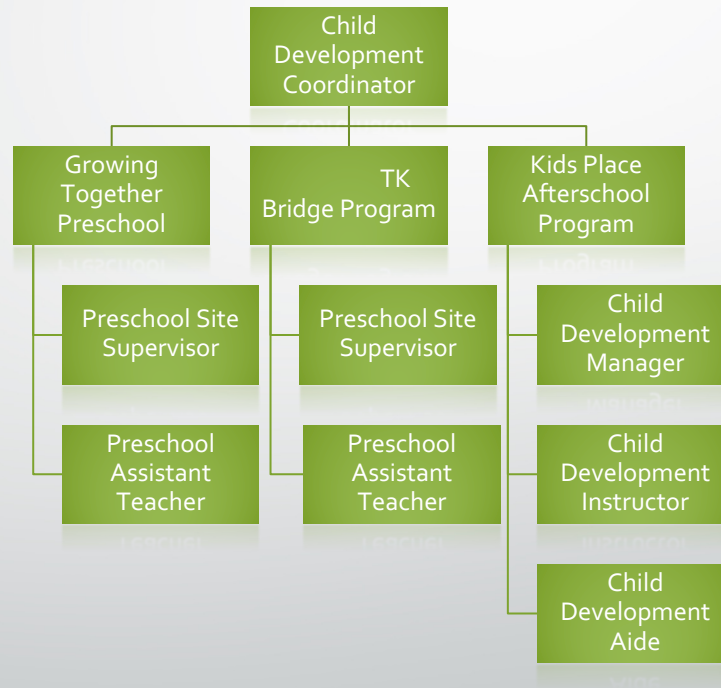 Child
Development
Coordinator
Growing
Together
Preschool
TK
Bridge Program
Kids Place
Afterschool
Program
Preschool Site
Supervisor
Preschool Site
Supervisor
Child
Development
Manager
Preschool
Assistant
Teacher
Preschool
Assistant
Teacher
Child
Development
Instructor
Child
Development
Aide